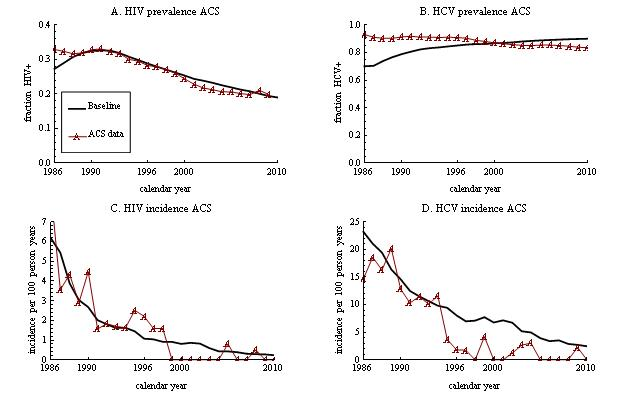 A. HIV prevalence ACS
0.4
0.3
0.2
0.1
0.0
fraction HIV+
Baseline
ACS data
1986 1990 1996 2000 2010
calendar year
B. HCV prevalence ACS
1.0
0.8
0.6
0.4
0.2
0.0
fraction HCV+
1986 1990 1996 2000 2010
calendar year
C. HIV incidence ACS
7
6
5
4
3
2
1
0
incidence per 100 person years
1986 1990 1996 2000 2010
calendar year
D. HCV incidence ACS
25
20
15
10
5
0
incidence per 100 person years
1986 1990 1996 2000 2010
calendar year